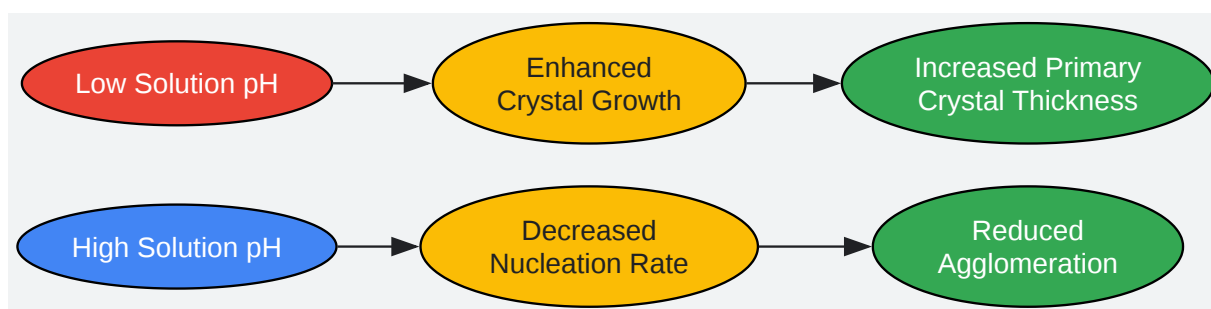 Low Solution pH
Enhanced
Crystal Growth
Increased Primary
Crystal Thickness
High Solution pH
Decreased
Nucleation Rate
Reduced
Agglomeration